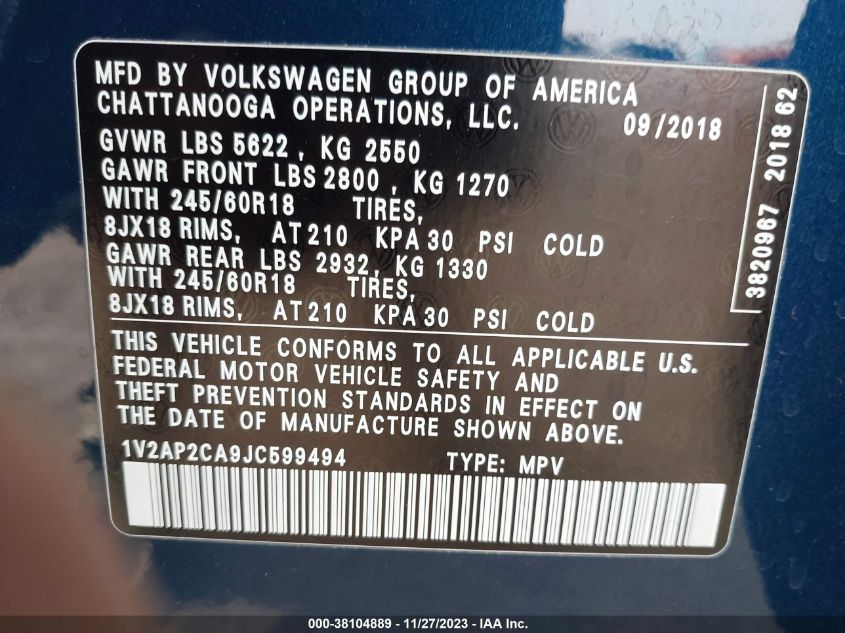 MFD BY VOLKSWAGEN GROUP OF AMERICA
CHATTANOOGA OPERATIONS, LLC. 09/2018
GVWR LBS 5622, KG 2550
GAWR FRONT LBS 2800, KG 1270
WITH 245/60R18 TIRES,
8JX18 RIMS, AT 210 KPA 30 PSI COLD
GAWR REAR LBS 2932, KG 1330
WITH 245/60R18 TIRES,
8JX18 RIMS, AT 210 KPA 30 PSI COLD
THIS VEHICLE CONFORMS TO ALL APPLICABLE U.S.
FEDERAL MOTOR VEHICLE SAFETY AND
THEFT PREVENTION STANDARDS IN EFFECT ON
THE DATE OF MANUFACTURE SHOWN ABOVE.
1V2AP2CA9JC599494 TYPE: MPV
3820967 2018 62
000-38104889 - 11/27/2023 - IAA Inc.